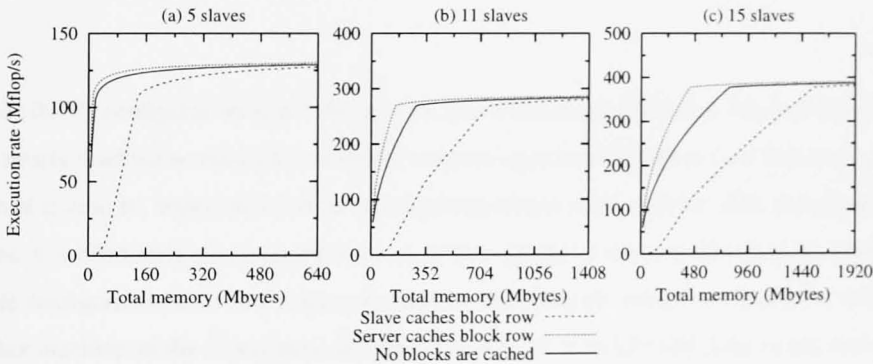 (a) 5 slaves
(b) 11 slaves
(c) 15 slaves
Execution rate (Mflop/s)
150
125
100
75
50
25
0
0 160 320 480 640
Total memory (Mbytes)
400
300
200
100
0
0 352 704 1056 1408
Total memory (Mbytes)
500
400
300
200
100
0
0 480 960 1440 1920
Total memory (Mbytes)
Slave caches block row
Server caches block row
No blocks are cached